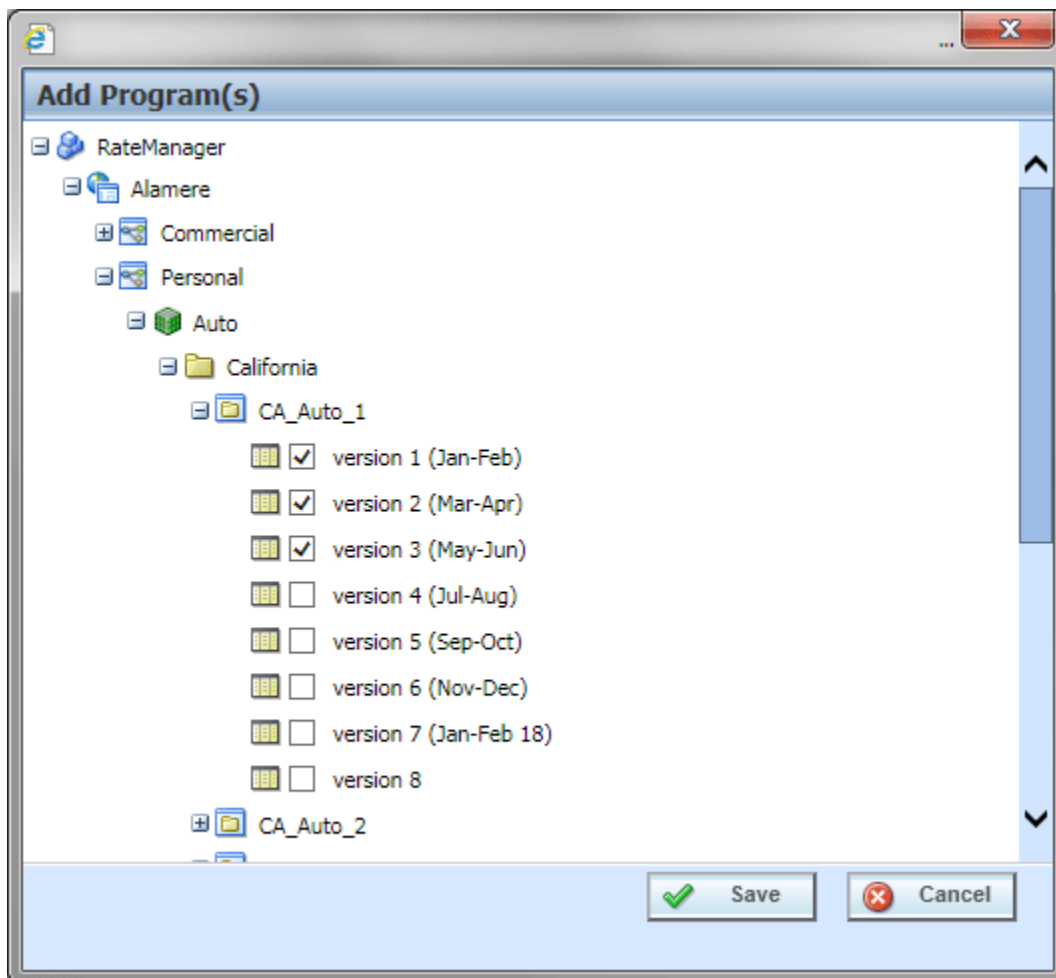 ...
Add Program(s)
RateManager
Alamere
Commercial
Personal
Auto
California
CA_Auto_1
version 1 (Jan-Feb)
version 2 (Mar-Apr)
version 3 (May-Jun)
version 4 (Jul-Aug)
version 5 (Sep-Oct)
version 6 (Nov-Dec)
version 7 (Jan-Feb 18)
version 8
CA_Auto_2
Save Cancel